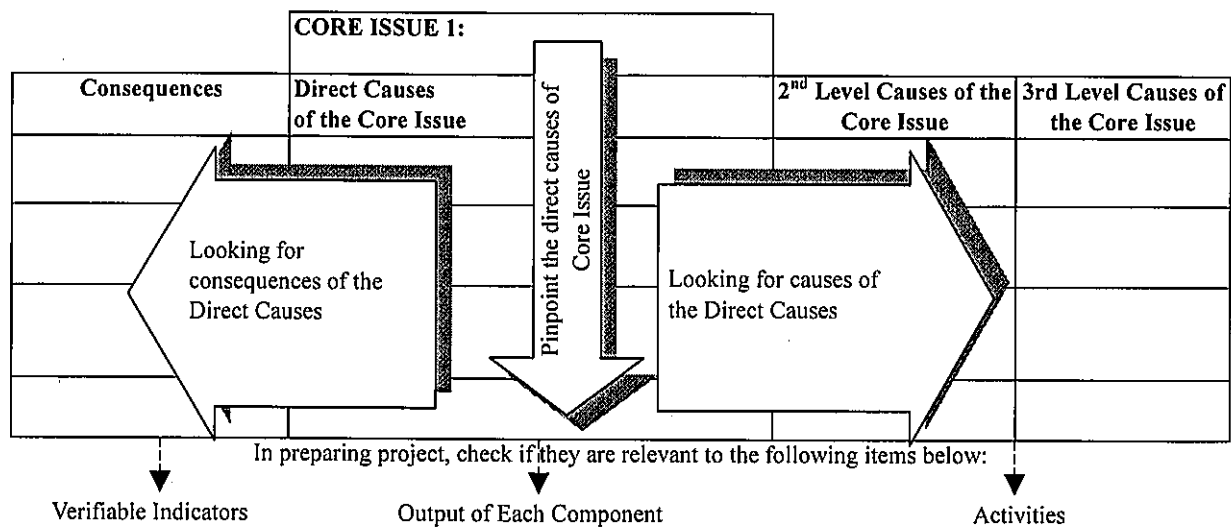 CORE ISSUE 1:
Consequences
Direct Causes
of the Core Issue
2nd Level Causes of the
Core Issue
3rd Level Causes of
the Core Issue
Looking for
consequences of the
Direct Causes
Pinpoint the direct causes of
Core Issue
Looking for causes of
the Direct Causes
In preparing project, check if they are relevant to the following items below:
Verifiable Indicators
Output of Each Component
Activities